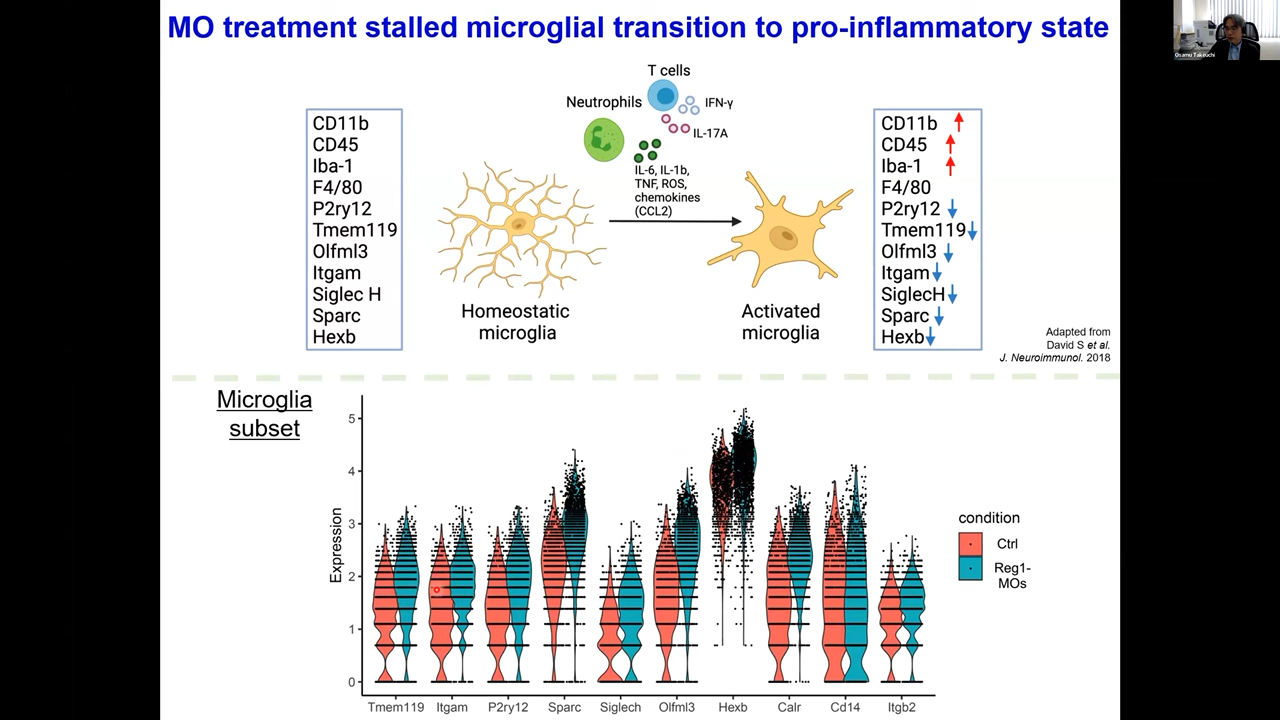 MO treatment stalled microglial transition to pro-inflammatory state
Osamu Takeuchi
T cells
Neutrophils
IFN-γ
IL-17A
IL-6, IL-1b,
TNF, ROS,
chemokines
(CCL2)
CD11b
CD45
Iba-1
F4/80
P2ry12
Tmem119
Olfml3
Itgam
Siglec H
Sparc
Hexb
Homeostatic
microglia
Activated
microglia
CD11b
CD45
Iba-1
F4/80
P2ry12
Tmem119
Olfml3
Itgam
SiglecH
Sparc
Hexb
Adapted from
David S et al.
J. Neuroimmunol. 2018
Microglia
subset
Expression
5
4
3
2
1
0
Tmem119 Itgam P2ry12 Sparc Siglech Olfml3 Hexb Calr Cd14 Itgb2
condition
Ctrl
Reg1-
MOs